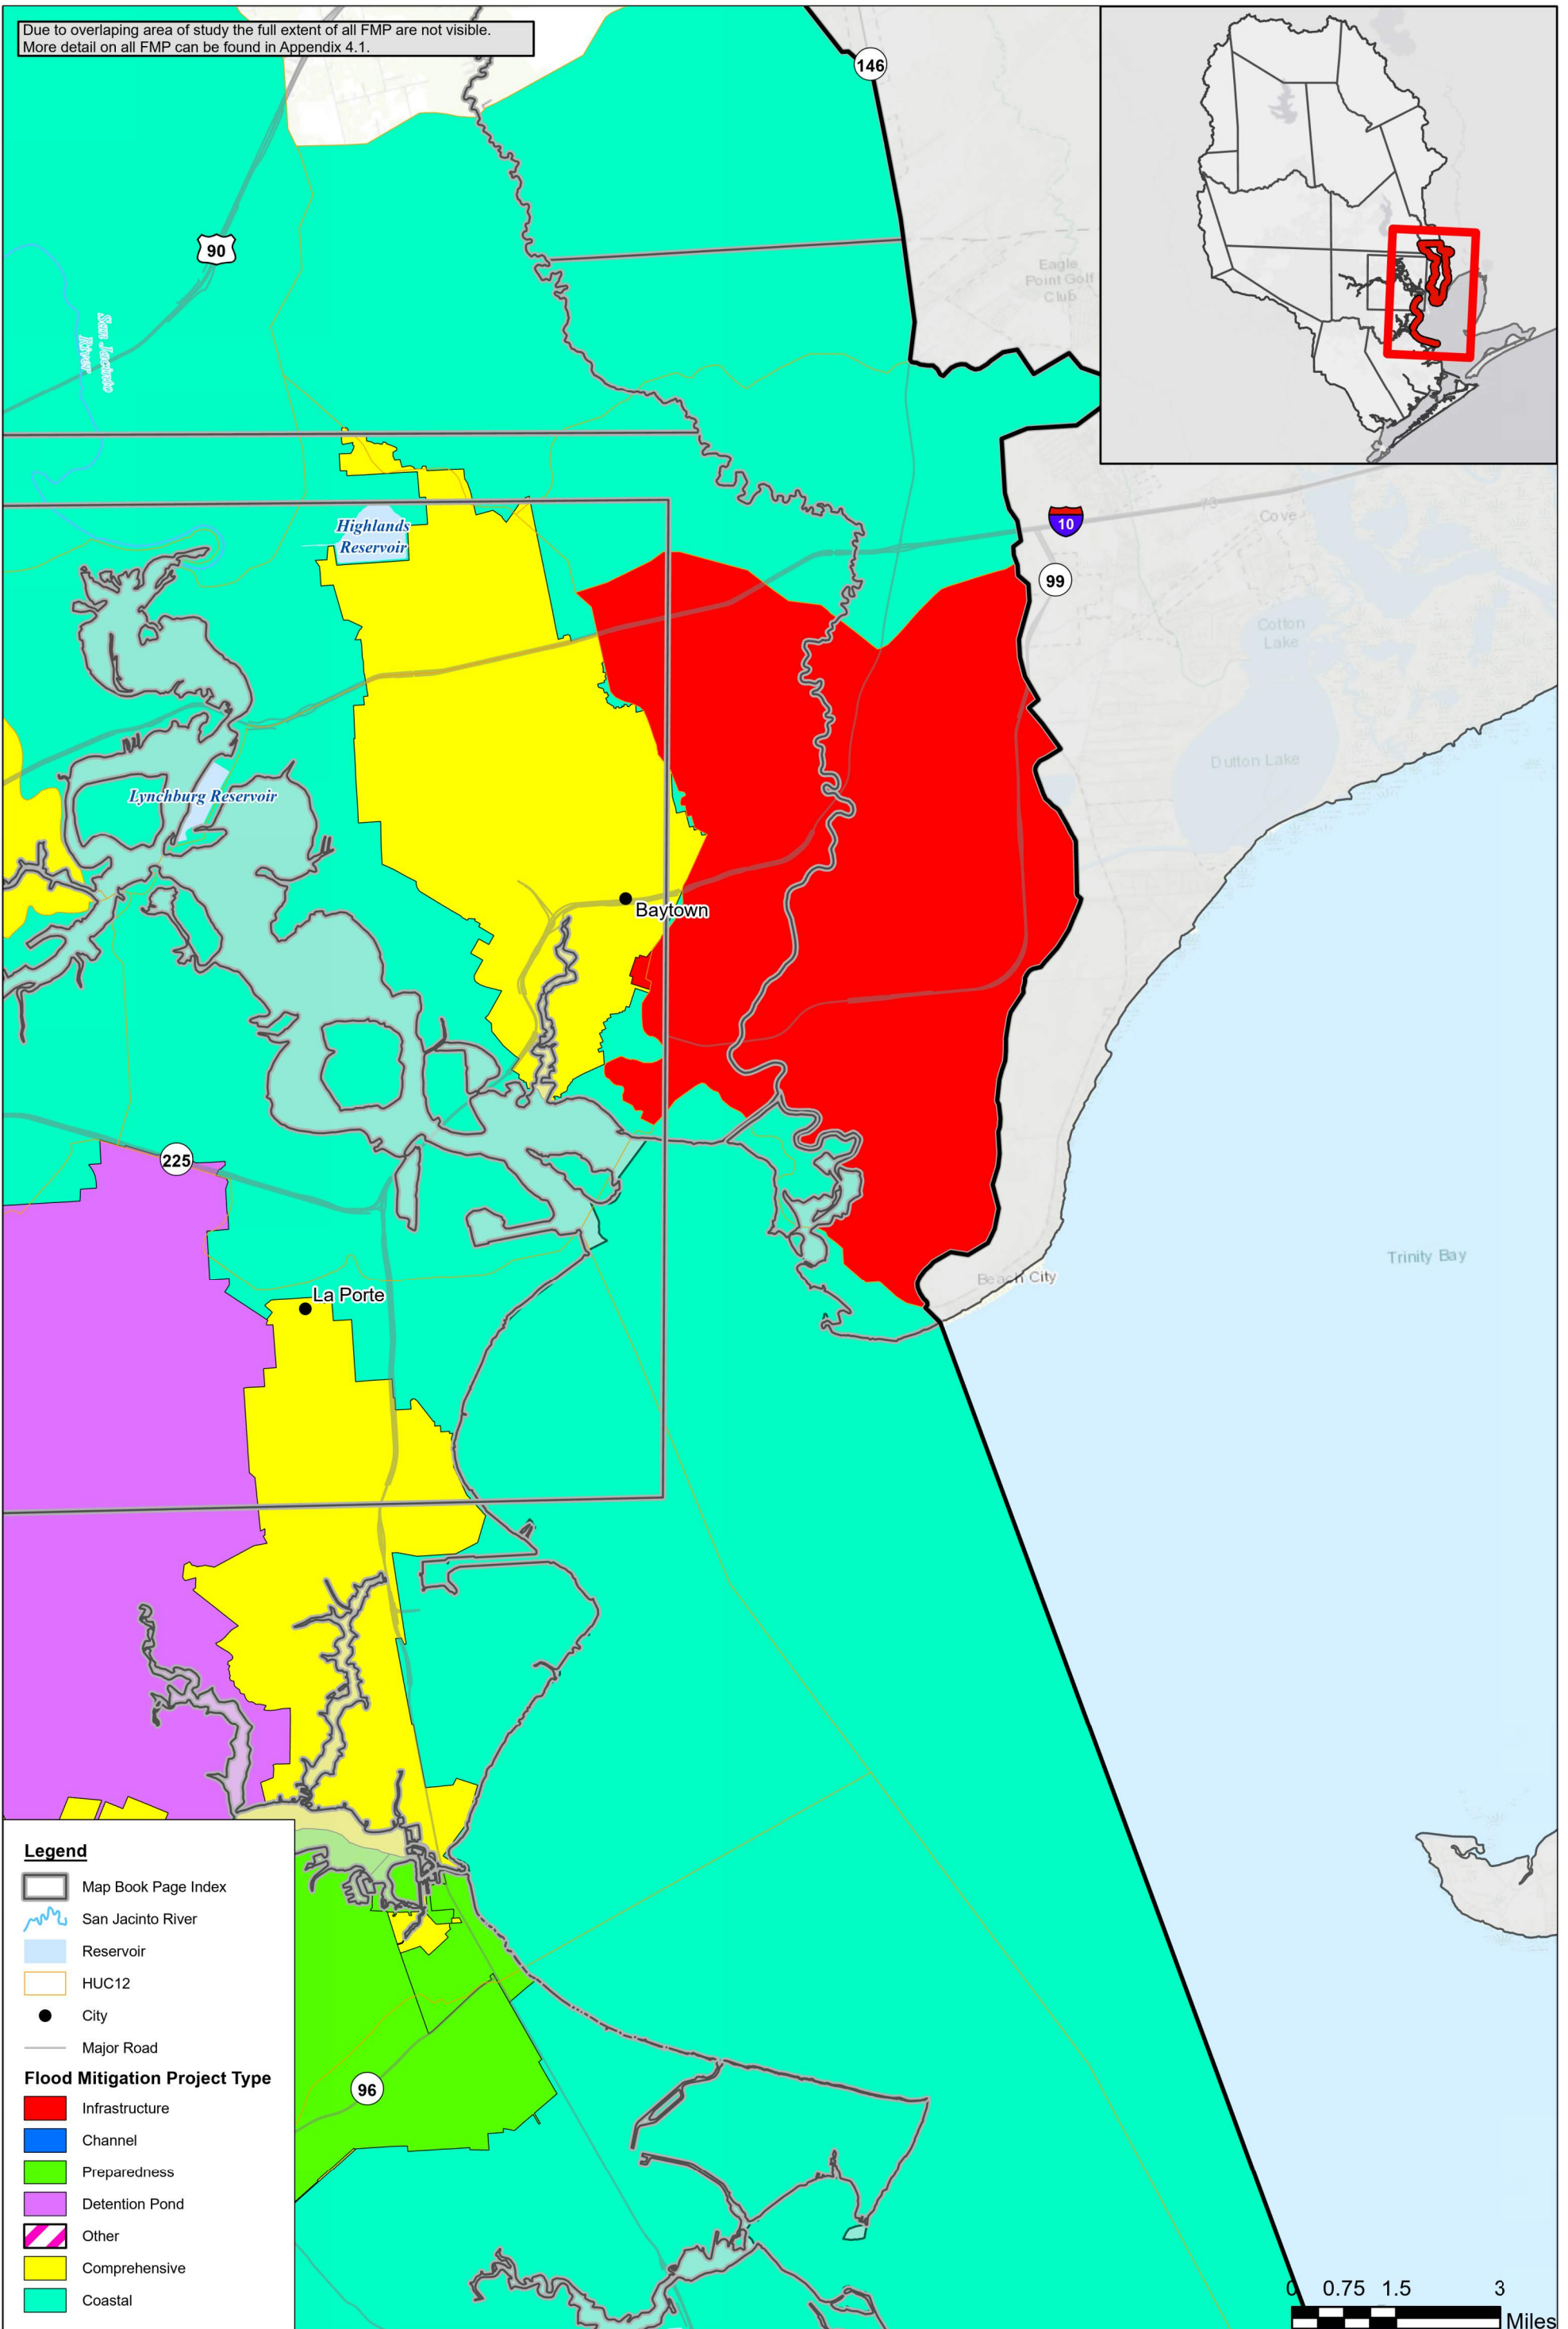 Due to overlaping area of study the full extent of all FMP are not visible.
More detail on all FMP can be found in Appendix 4.1.
146
90
San Jacinto
River
Eagle
Point Golf
Club
Highlands
Reservoir
73
Cove
10
99
Cotton
Lake
Dutton Lake
Lynchburg Reservoir
Baytown
225
Trinity Bay
Beach City
La Porte
96
Legend
Map Book Page Index
San Jacinto River
Reservoir
HUC12
City
Major Road
Flood Mitigation Project Type
Infrastructure
Channel
Preparedness
Detention Pond
Other
Comprehensive
Coastal
0 0.75 1.5 3
Miles